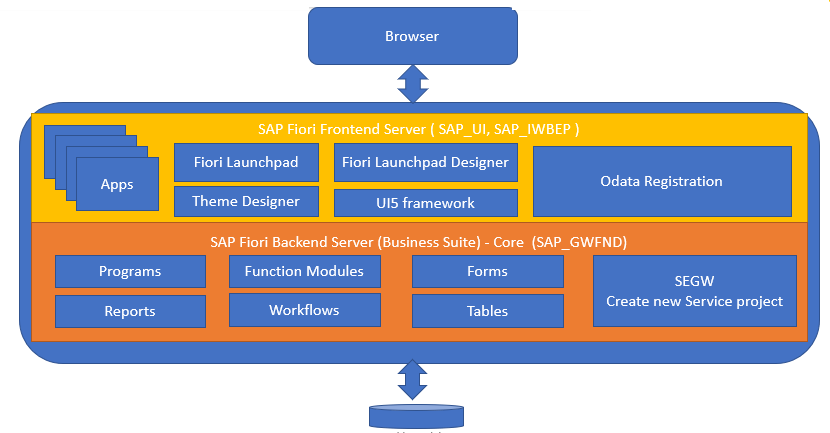 Browser
SAP Fiori Frontend Server ( SAP_UI, SAP_IWBEP )
Apps
Fiori Launchpad
Fiori Launchpad Designer
Theme Designer
UI5 framework
Odata Registration
SAP Fiori Backend Server (Business Suite) - Core (SAP_GWFND)
Programs
Function Modules
Forms
Reports
Workflows
Tables
SEGW
Create new Service project